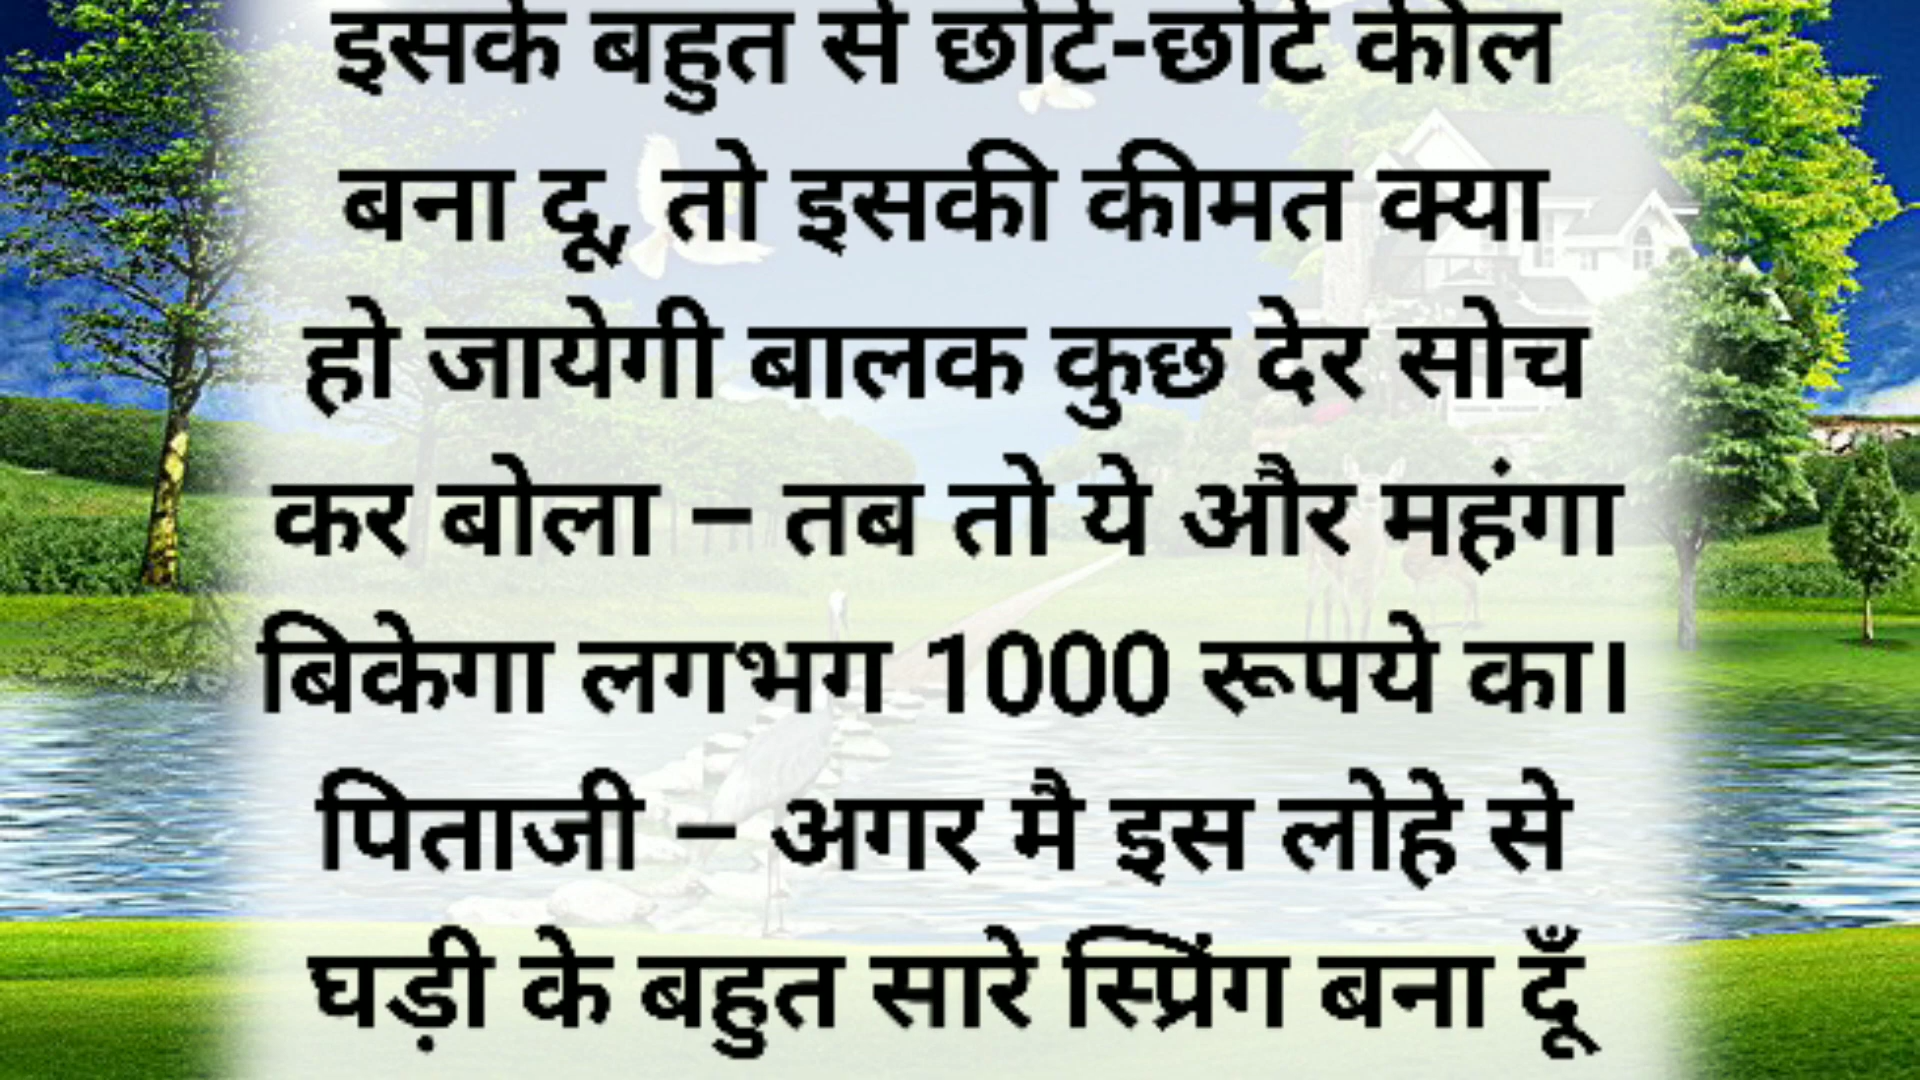 इसके बहुत से छोटे-छोटे कील
बना दू, तो इसकी कीमत क्या
हो जायेगी बालक कुछ देर सोच
कर बोला – तब तो ये और महंगा
बिकेगा लगभग 1000 रूपये का।
पिताजी – अगर मै इस लोहे से
घड़ी के बहुत सारे स्प्रिंग बना दूँ